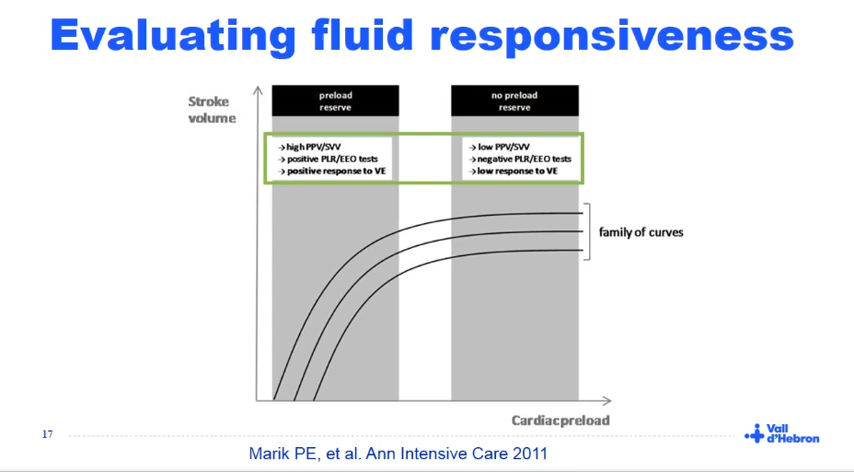 Evaluating fluid responsiveness
Stroke
volume
preload
reserve
no preload
reserve
→ high PPV/SVV
→ positive PLR/EEO tests
→ positive response to VE
→ low PPV/SVV
→ negative PLR/EEO tests
→ low response to VE
family of curves
Cardiac preload
17
Vall
d'Hebron
Marik PE, et al. Ann Intensive Care 2011